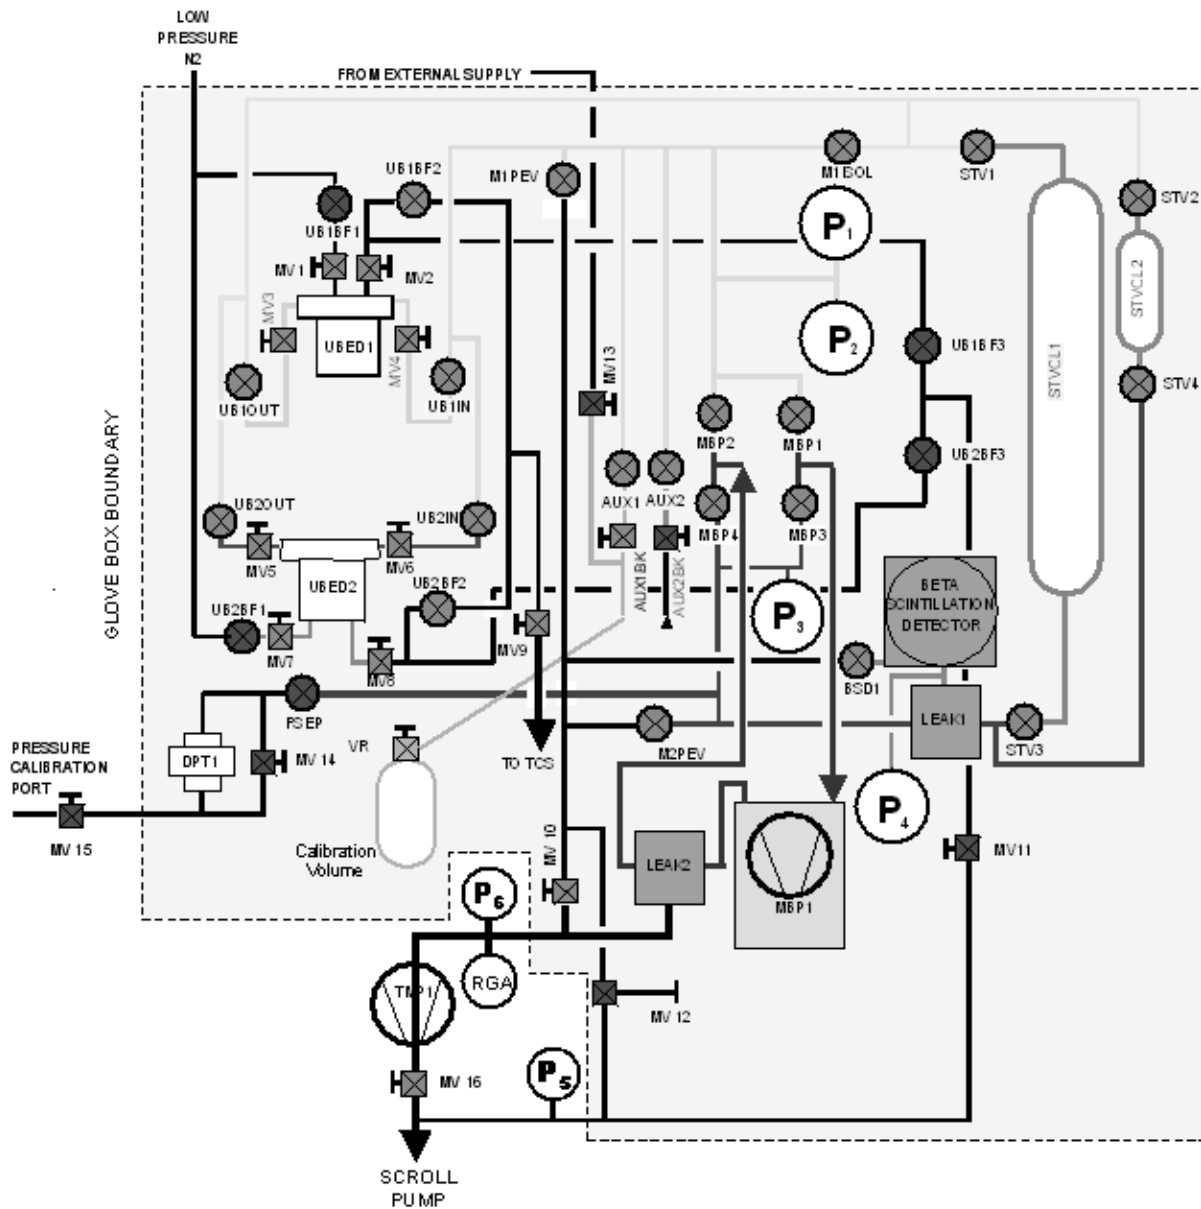 LOW
PRESSURE
N2
FROM EXTERNAL SUPPLY
UB1BF2
M1PEV
M1ISOL
STV1
STV2
UB1BF1
P1
MV1
MV2
MV3
UBED1
MV4
MV13
P2
STVCL1
STVCL2
UB1BF3
STV4
UB1OUT
UB1IN
GLOVE BOX BOUNDARY
MBP2
MBP1
UB2BF3
AUX1
AUX2
UB2OUT
UB2IN
MBP4
MBP3
MV5
MV6
AUX1BK
AUX2BK
UBED2
UB2BF2
BETA
SCINTILLATION
DETECTOR
P3
UB2BF1
MV7
MV8
MV9
BSD1
PSEP
LEAK1
STV3
M2PEV
PRESSURE
CALIBRATION
PORT
DPT1
MV 14
VR
TO TCS
P4
MV 15
Calibration
Volume
MV 10
LEAK2
MBP1
MV11
P6
RGA
TMP1
MV 12
P5
MV 16
SCROLL
PUMP